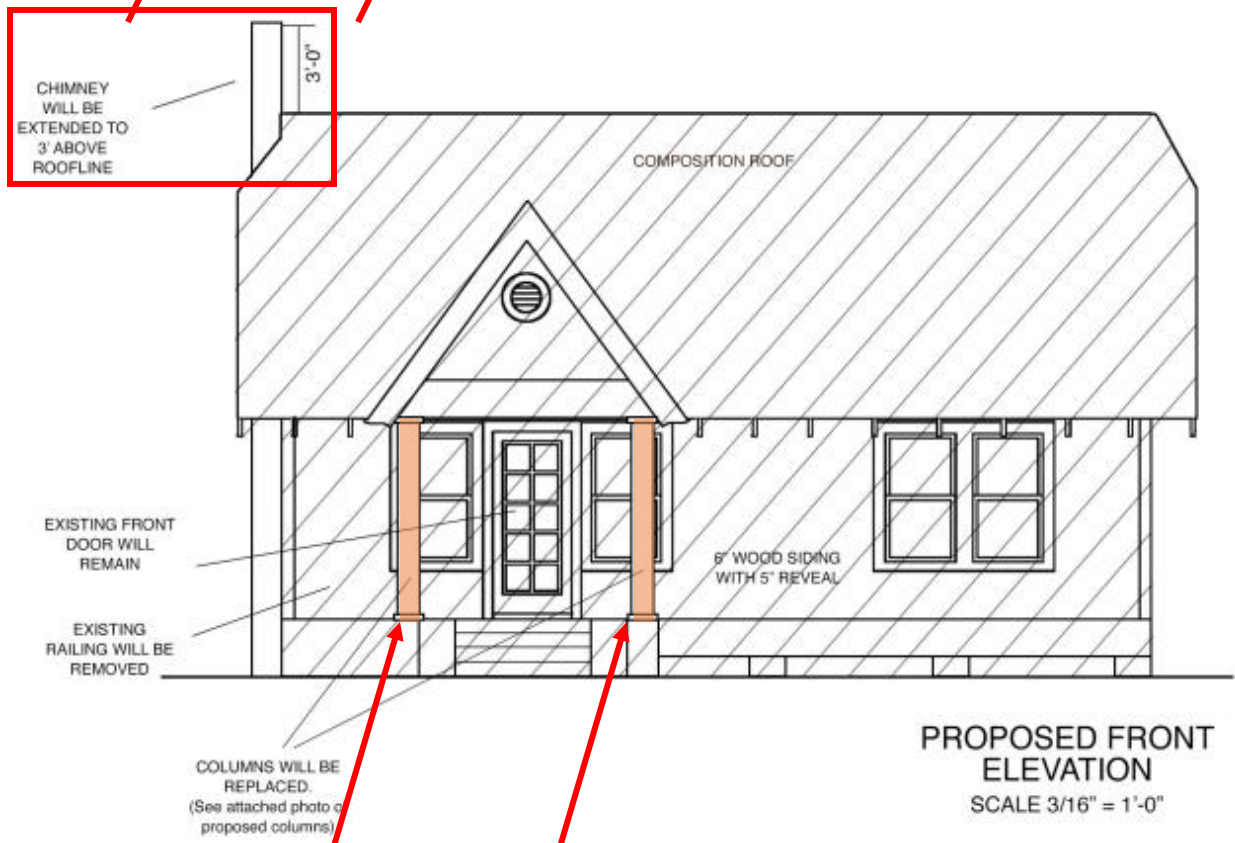 3'-0"
CHIMNEY
WILL BE
EXTENDED TO
3' ABOVE
ROOFLINE
COMPOSITION ROOF
EXISTING FRONT
DOOR WILL
REMAIN
6" WOOD SIDING
WITH 5" REVEAL
EXISTING
RAILING WILL BE
REMOVED
COLUMNS WILL BE
REPLACED.
(See attached photo o
proposed columns)
PROPOSED FRONT
ELEVATION
SCALE 3/16" = 1'-0"